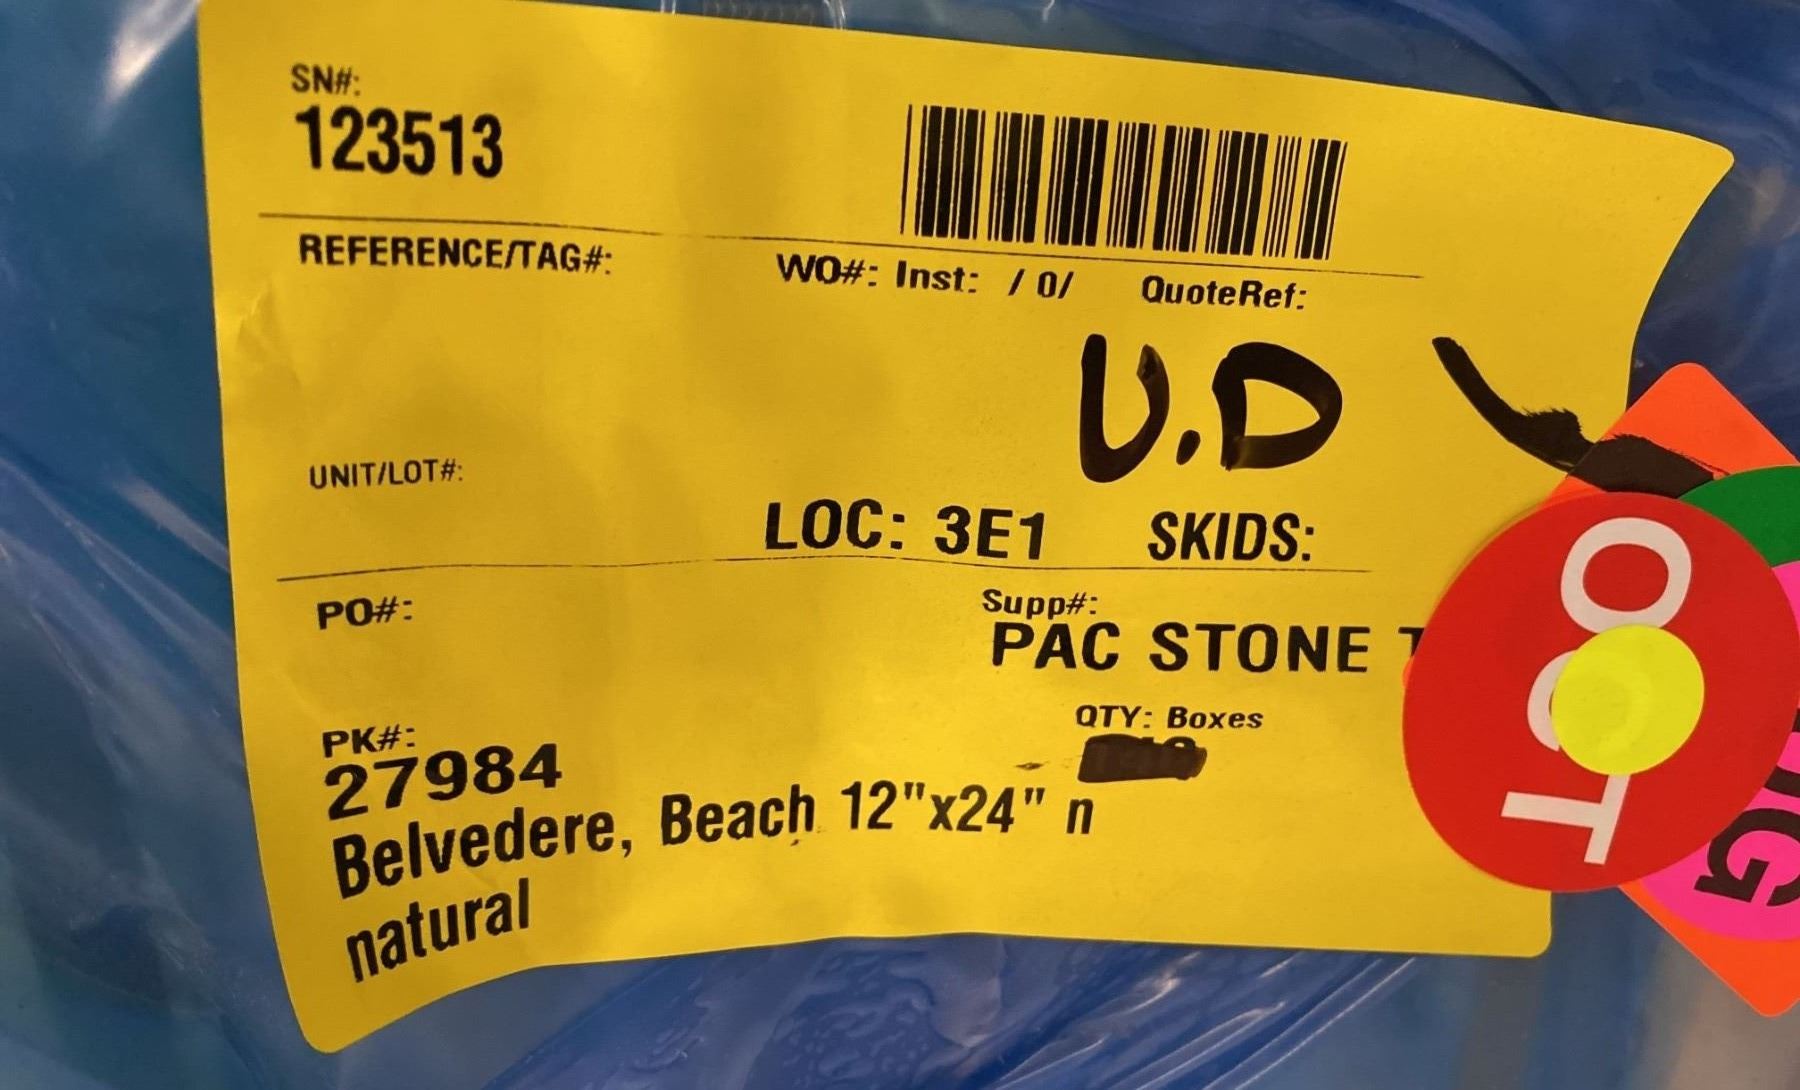 SN#:
123513
REFERENCE/TAG#:
WO#: Inst: / 0/ QuoteRef:
U.D
UNIT/LOT#:
LOC: 3E1 SKIDS:
PO#:
Supp#:
PAC STONE
PK#:
27984
QTY: Boxes
Belvedere, Beach 12"x24" n
natural
OCT